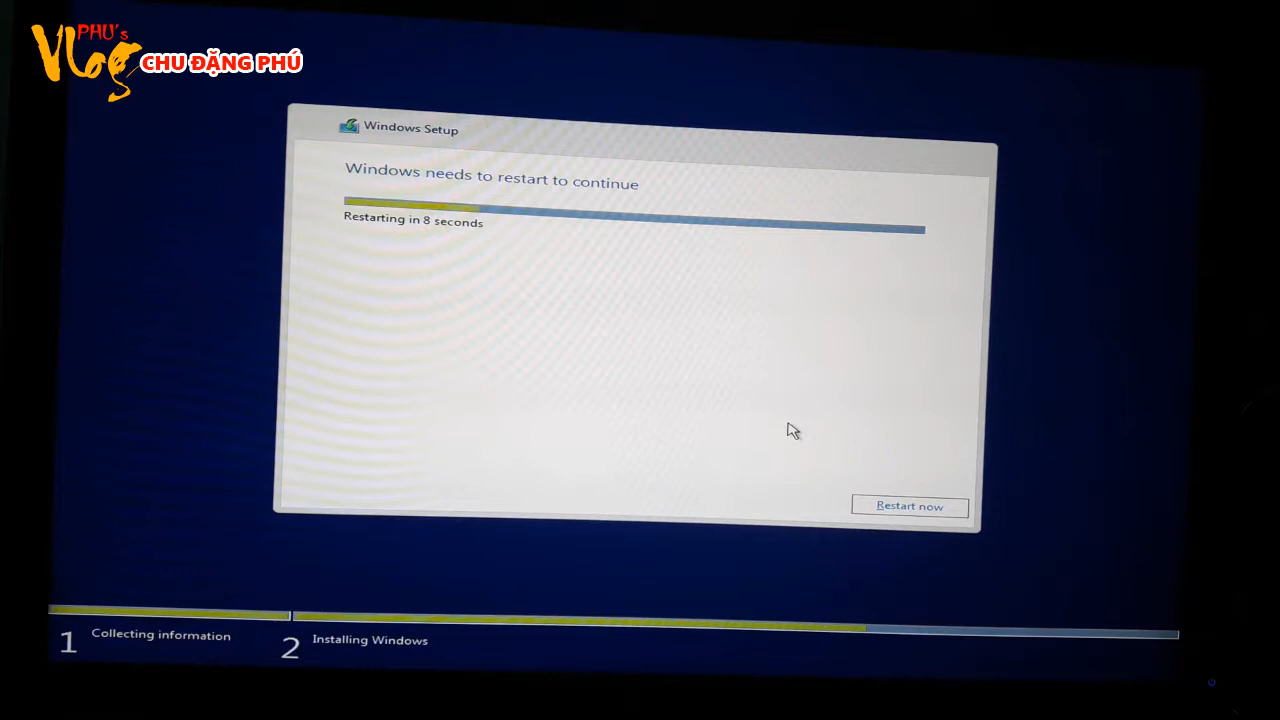 PHU's
Vlog
CHU ĐẶNG PHÚ
Windows Setup
Windows needs to restart to continue
Restarting in 8 seconds
Restart now
1 Collecting information
2 Installing Windows